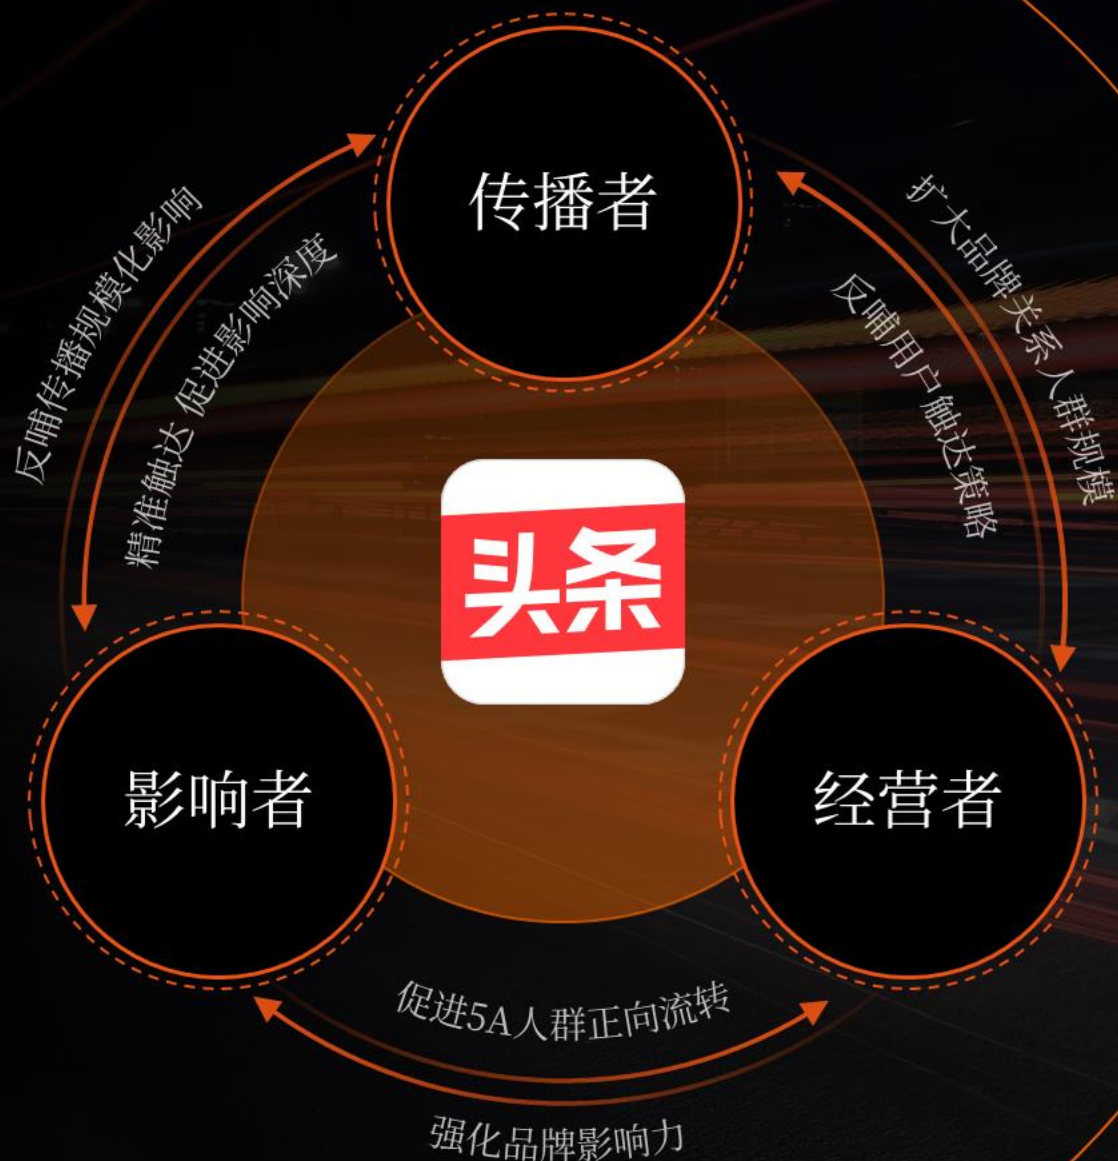 传播者
反哺传播规模化影响
精准触达 促进影响深度
扩大品牌关系人群规模
反哺用户触达策略
头条
影响者
经营者
促进5A人群正向流转
强化品牌影响力